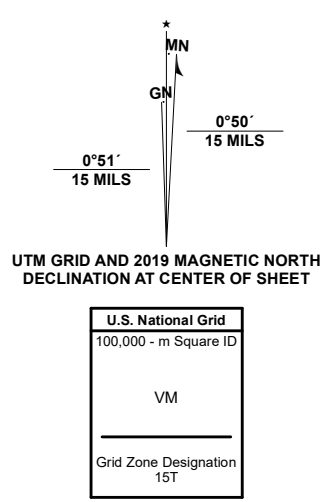 ★
MN
GN
0°50´
15 MILS
0°51´
15 MILS
UTM GRID AND 2019 MAGNETIC NORTH
DECLINATION AT CENTER OF SHEET
U.S. National Grid
100,000 - m Square ID
VM
Grid Zone Designation
15T